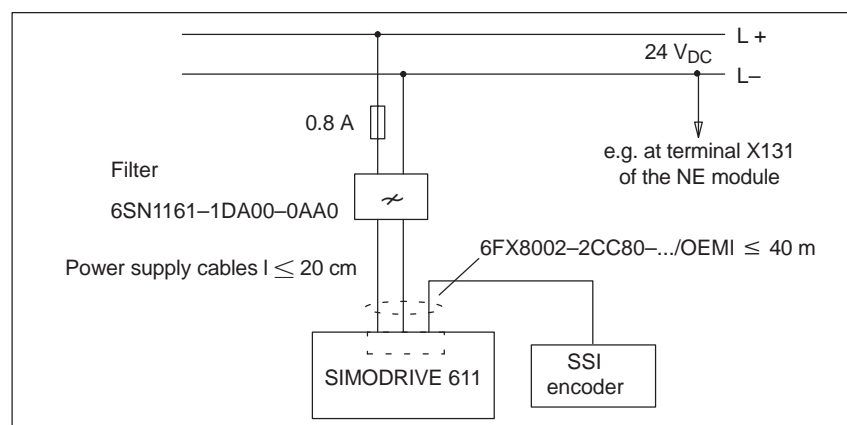 L +
24 VDC
L–
0.8 A
e.g. at terminal X131
of the NE module
Filter
6SN1161–1DA00–0AA0
6FX8002–2CC80–.../OEMI ≤ 40 m
Power supply cables l ≤ 20 cm
SIMODRIVE 611
SSI
encoder